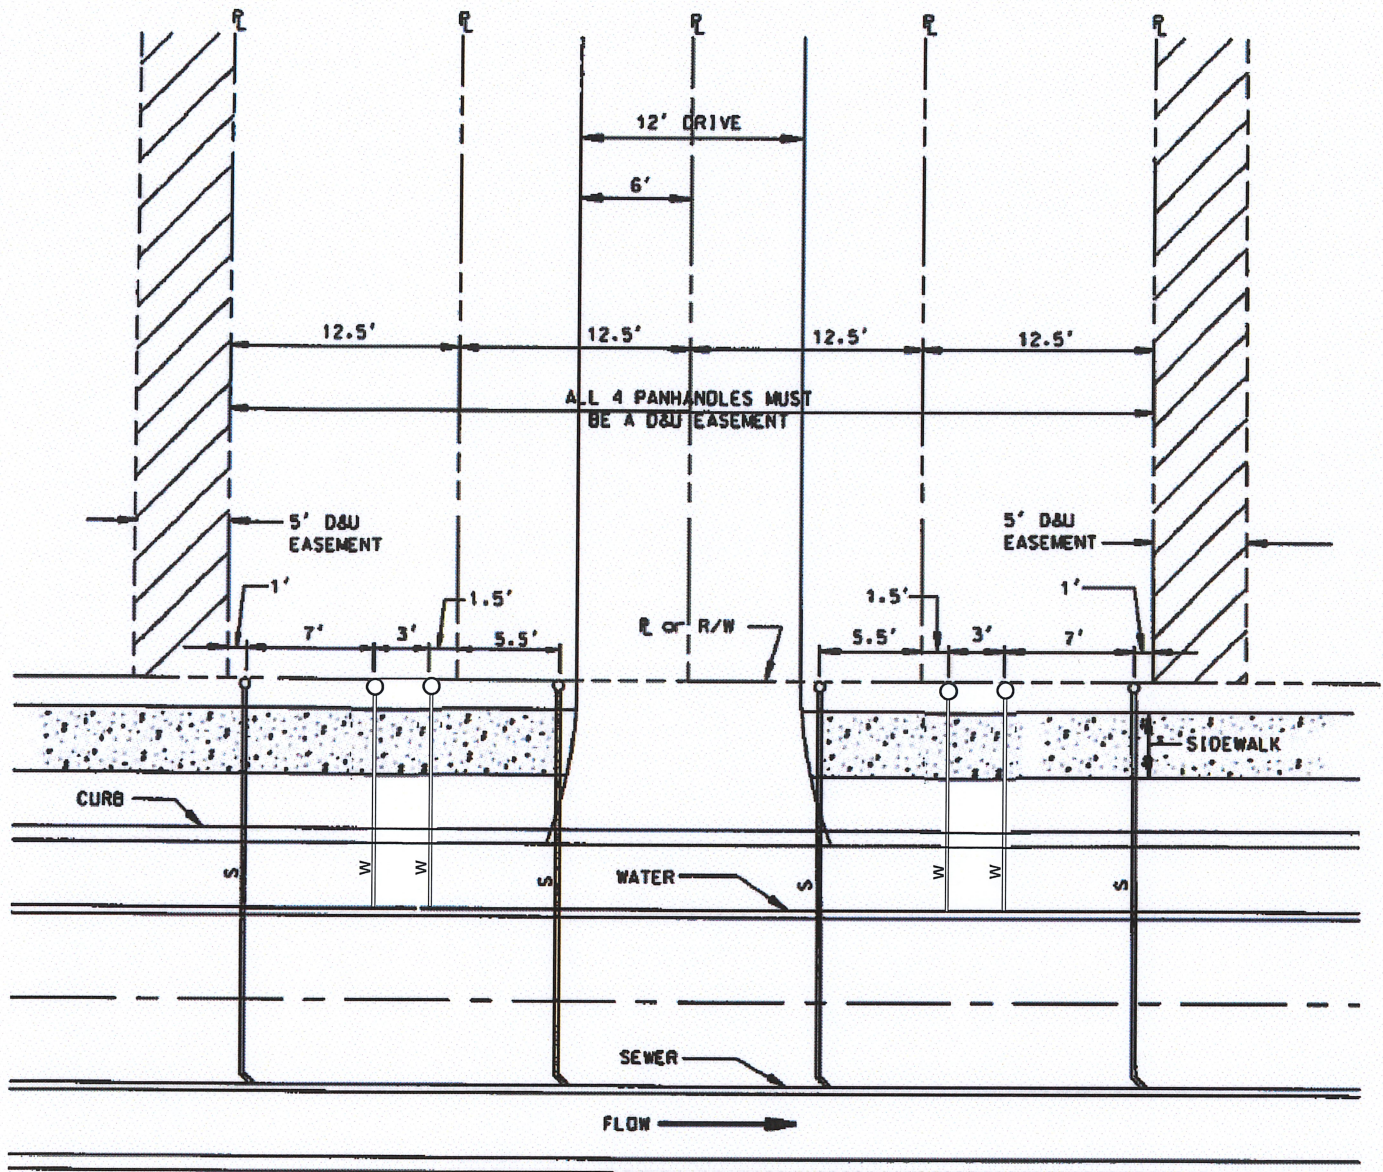 ℄ ℄ ℄ ℄ ℄
12' DRIVE
6'
12.5' 12.5' 12.5' 12.5'
ALL 4 PANHANDLES MUST
BE A D&U EASEMENT
5' D&U
EASEMENT
5' D&U
EASEMENT
1'
1.5'
1.5'
1'
7' 3' 5.5'
℄ or R/W
5.5' 3' 7'
SIDEWALK
CURB
S W W S S W W S
WATER
SEWER
FLOW